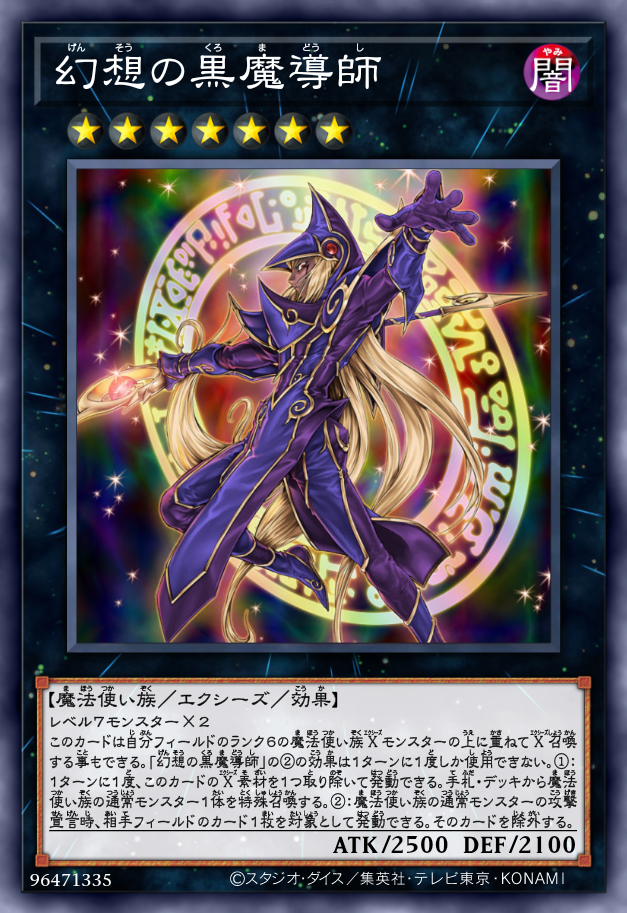 幻想の黒魔導師
闇
【魔法使い族／エクシーズ／効果】
レベル7モンスター×2
このカードは自分フィールドのランク6の魔法使い族Xモンスターの上に重ねてX召喚
する事もできる。「幻想の黒魔導師」の②の効果は1ターンに1度しか使用できない。①：
1ターンに1度、このカードのX素材を1つ取り除いて発動できる。手札・デッキから魔法
使い族の通常モンスター1体を特殊召喚する。②：魔法使い族の通常モンスターの攻撃
宣言時、相手フィールドのカード1枚を対象として発動できる。そのカードを除外する。
ATK/2500 DEF/2100
96471335 ©スタジオ・ダイス／集英社・テレビ東京・KONAMI